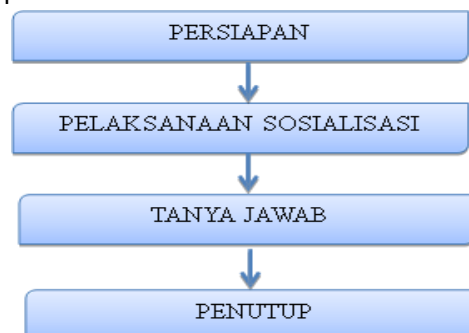 PERSIAPAN
PELAKSANAAN SOSIALISASI
TANYA JAWAB
PENUTUP